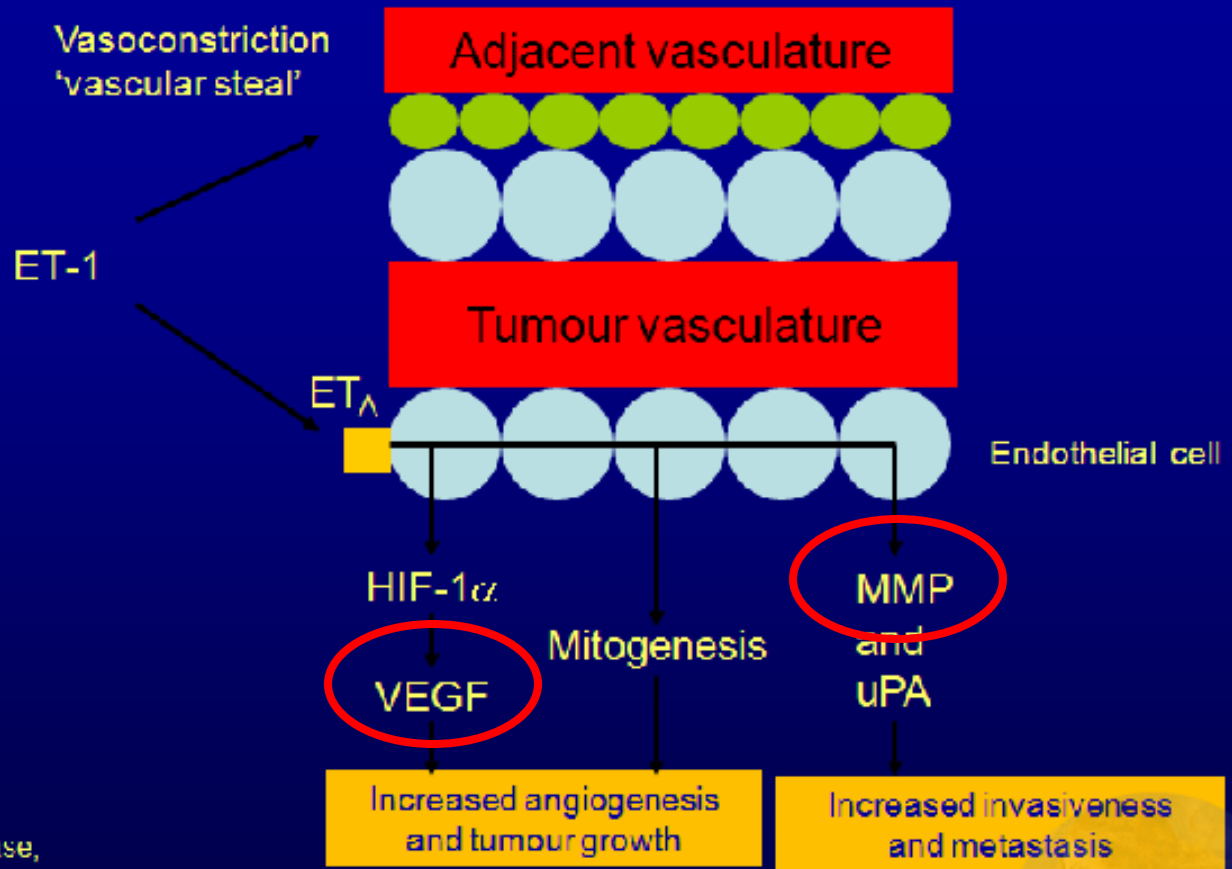 Vasoconstriction
'vascular steal'
Adjacent vasculature
ET-1
Tumour vasculature
ETA
Endothelial cell
HIF-1α
VEGF
Mitogenesis
MMP
and
uPA
Increased angiogenesis
and tumour growth
Increased invasiveness
and metastasis